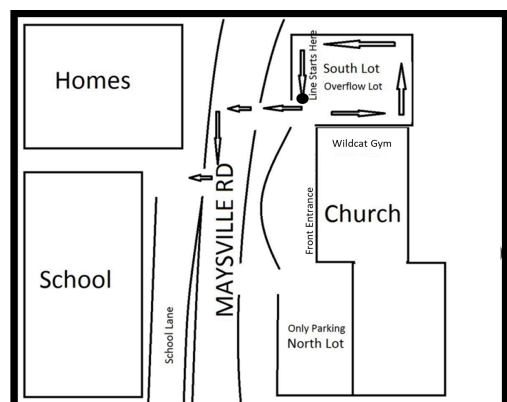 Homes
Line Starts Here
South Lot
Overflow Lot
Wildcat Gym
Front Entrance
Church
MAYSVILLE RD
School
School Lane
Only Parking
North Lot